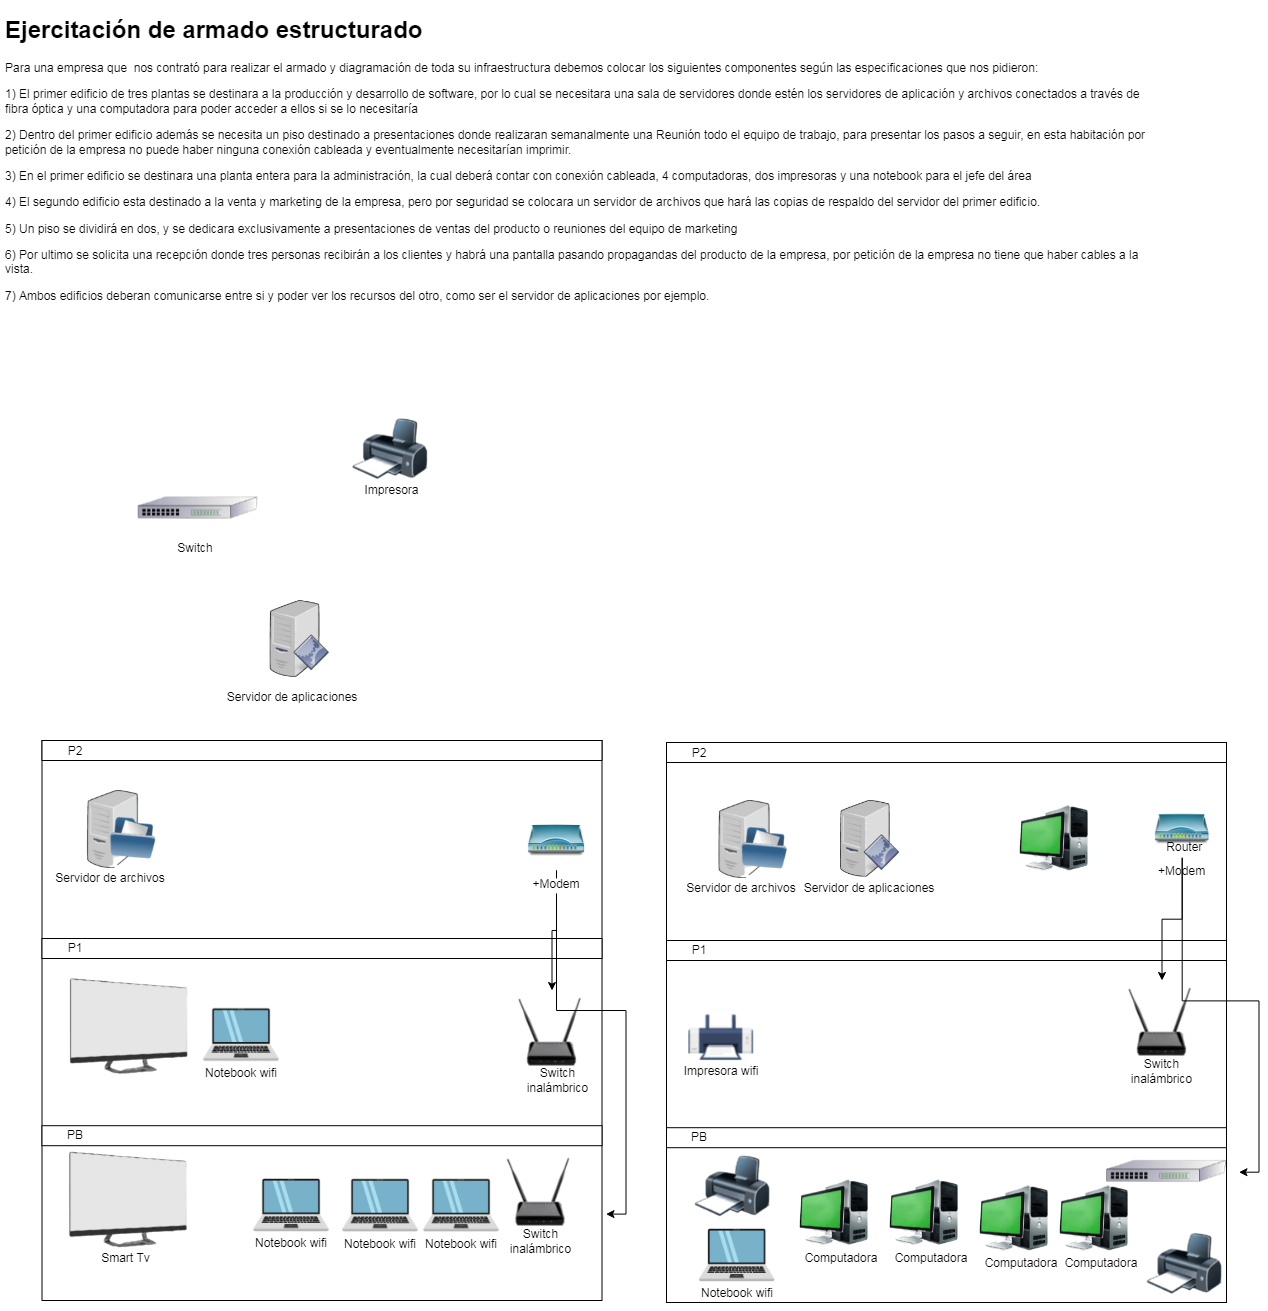 Ejercitación de armado estructurado
Para una empresa que  nos contrató para realizar el armado y diagramación de toda su infraestructura debemos colocar los siguientes componentes según las especificaciones que nos pidieron:
1) El primer edificio de tres plantas se destinara a la producción y desarrollo de software, por lo cual se necesitara una sala de servidores donde estén los servidores de aplicación y archivos conectados a través de
fibra óptica y una computadora para poder acceder a ellos si se lo necesitaría
2) Dentro del primer edificio además se necesita un piso destinado a presentaciones donde realizaran semanalmente una Reunión todo el equipo de trabajo, para presentar los pasos a seguir, en esta habitación por
petición de la empresa no puede haber ninguna conexión cableada y eventualmente necesitarían imprimir.
3) En el primer edificio se destinara una planta entera para la administración, la cual deberá contar con conexión cableada, 4 computadoras, dos impresoras y una notebook para el jefe del área
4) El segundo edificio esta destinado a la venta y marketing de la empresa, pero por seguridad se colocara un servidor de archivos que hará las copias de respaldo del servidor del primer edificio.
5) Un piso se dividirá en dos, y se dedicara exclusivamente a presentaciones de ventas del producto o reuniones del equipo de marketing
6) Por ultimo se solicita una recepción donde tres personas recibirán a los clientes y habrá una pantalla pasando propagandas del producto de la empresa, por petición de la empresa no tiene que haber cables a la
vista.
7) Ambos edificios deberan comunicarse entre si y poder ver los recursos del otro, como ser el servidor de aplicaciones por ejemplo.
Impresora
Switch
Servidor de aplicaciones
P2
Servidor de archivos
+Modem
P1
Notebook wifi
Switch
inalámbrico
PB
Smart Tv
Notebook wifi
Notebook wifi
Notebook wifi
Switch
inalámbrico
P2
Servidor de archivos
Servidor de aplicaciones
Router
+Modem
P1
Impresora wifi
Switch
inalámbrico
PB
Notebook wifi
Computadora
Computadora
Computadora
Computadora